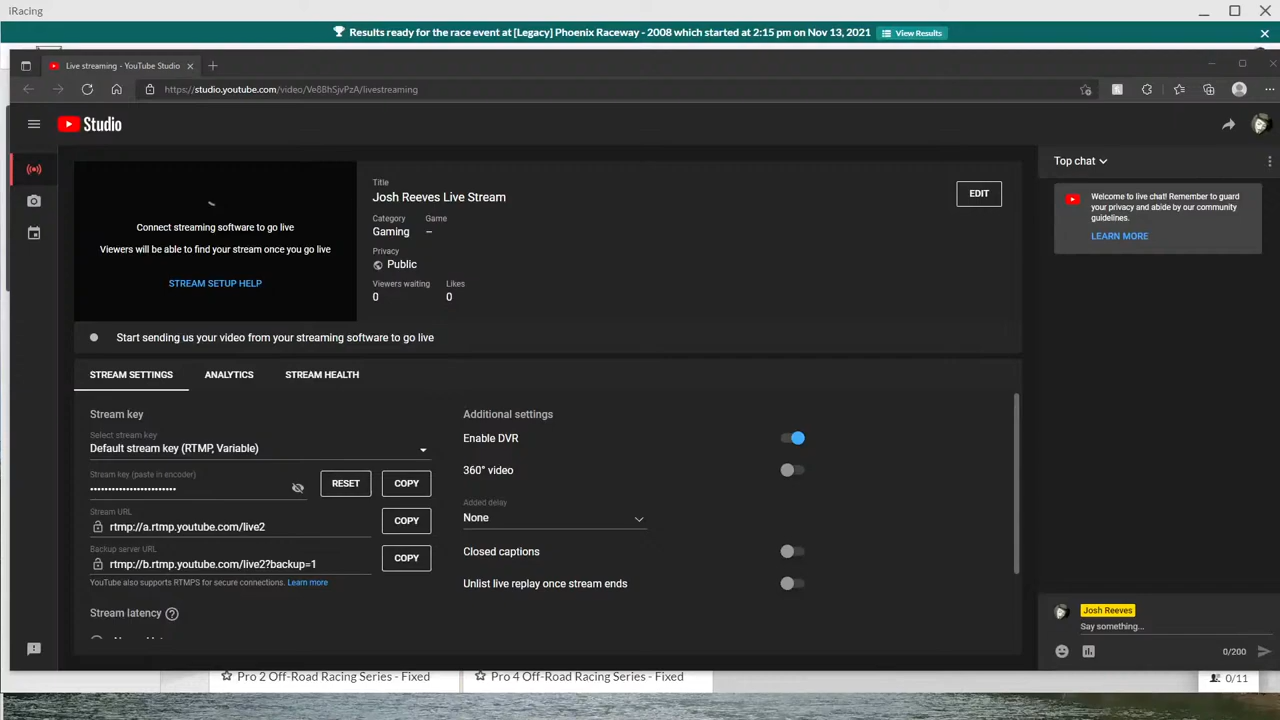 iRacing
Results ready for the race event at [Legacy] Phoenix Raceway - 2008 which started at 2:15 pm on Nov 13, 2021
View Results
Live streaming - YouTube Studio
https://studio.youtube.com/video/Ve88hSjvPzA/livestreaming
Studio
Connect streaming software to go live
Viewers will be able to find your stream once you go live
STREAM SETUP HELP
Title
Josh Reeves Live Stream
EDIT
Category Game
Gaming –
Privacy
Public
Viewers waiting Likes
0 0
Top chat
Welcome to live chat! Remember to guard
your privacy and abide by our community
guidelines.
LEARN MORE
Start sending us your video from your streaming software to go live
STREAM SETTINGS ANALYTICS STREAM HEALTH
Stream key
Select stream key
Default stream key (RTMP, Variable)
Stream key (paste in encoder)
••••••••••••••••••••••••
RESET COPY
Stream URL
rtmp://a.rtmp.youtube.com/live2
COPY
Backup server URL
rtmp://b.rtmp.youtube.com/live2?backup=1
COPY
YouTube also supports RTMPS for secure connections. Learn more
Stream latency
Additional settings
Enable DVR
360° video
Added delay
None
Closed captions
Unlist live replay once stream ends
Josh Reeves
Say something...
0/200
Pro 2 Off-Road Racing Series - Fixed
Pro 4 Off-Road Racing Series - Fixed
0/11